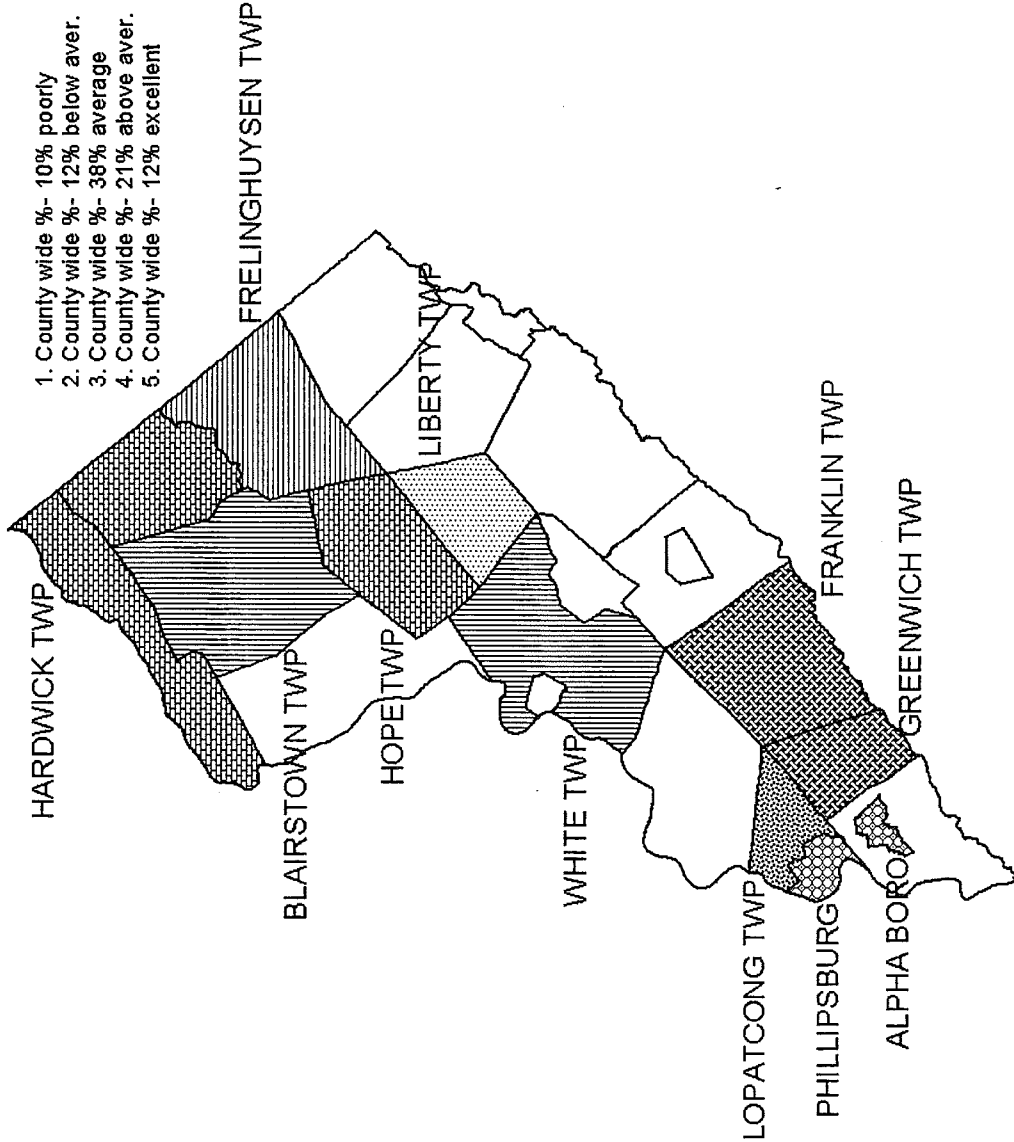 1. County wide %- 10% poorly
2. County wide %- 12% below aver.
3. County wide %- 38% average
4. County wide %- 21% above aver.
5. County wide %- 12% excellent
HARDWICK TWP
FRELINGHUYSEN TWP
BLAIRSTOWN TWP
HOPE TWP
LIBERTY TWP
WHITE TWP
LOPATCONG TWP
PHILLIPSBURG
ALPHA BORO
FRANKLIN TWP
GREENWICH TWP